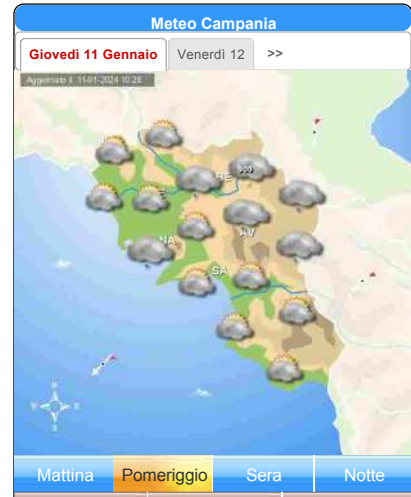 Meteo Campania
Giovedì 11 Gennaio Venerdì 12 >>
Aggiornato il: 11-01-2024 10:28
BE
AV
NA
SA
Mattina Pomeriggio Sera Notte